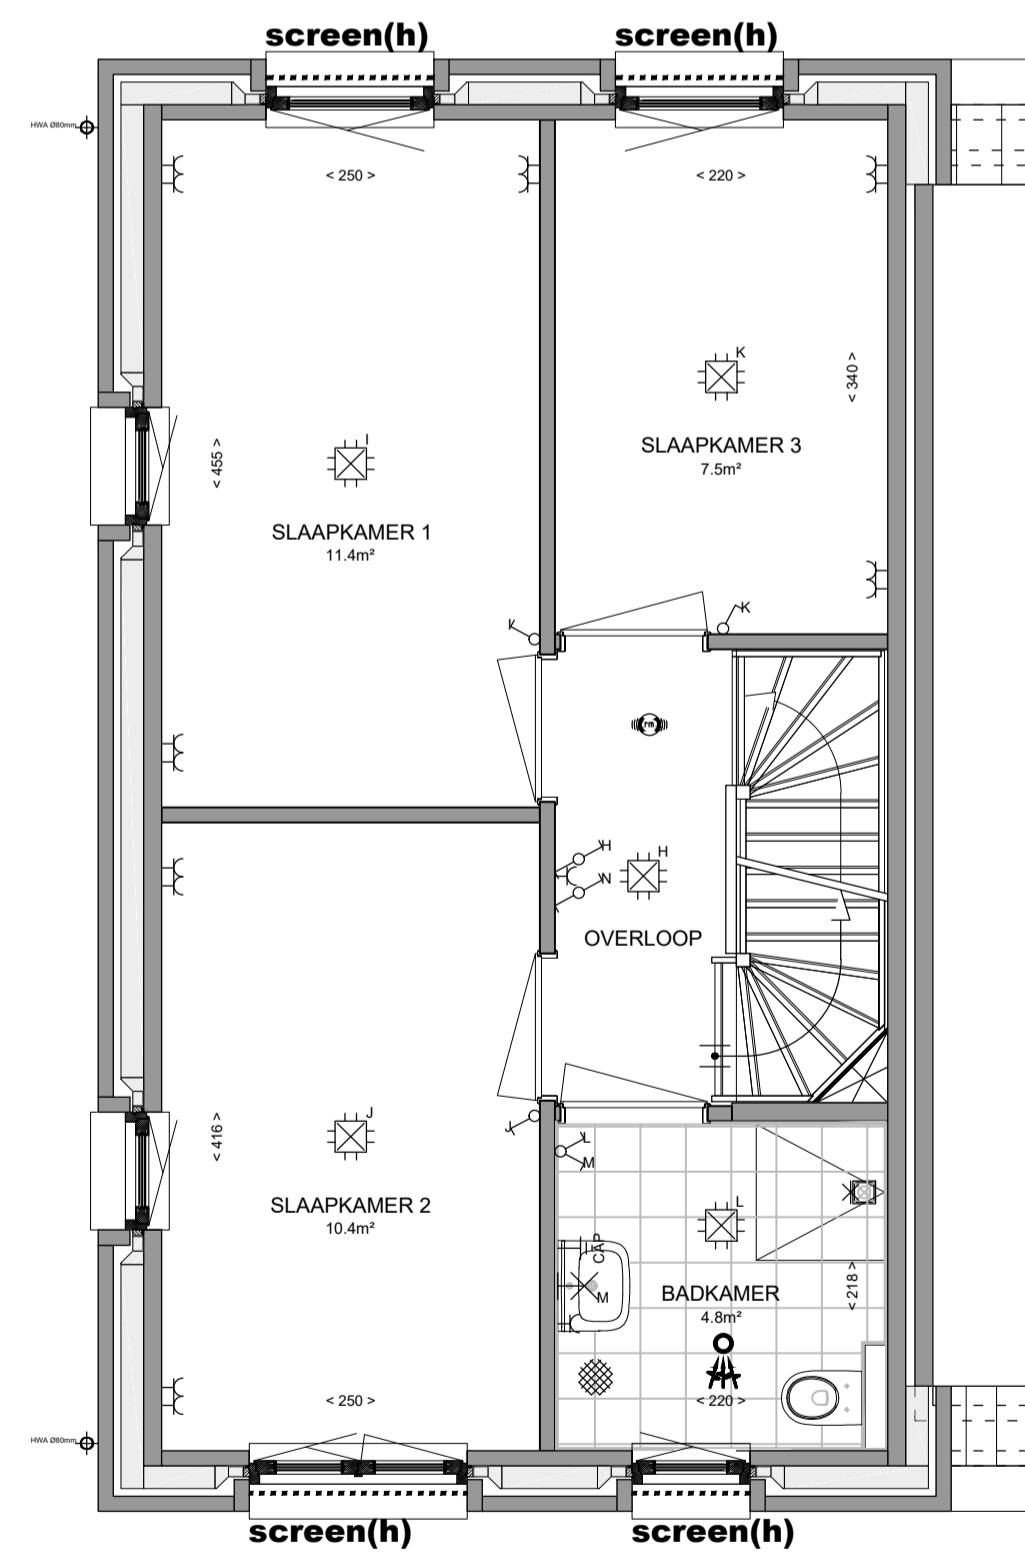 screen(h) screen(h)
HWA Ø80mm
< 250 > < 220 >
K
< 340 >
I
SLAAPKAMER 3
7.5m²
< 455 >
SLAAPKAMER 1
11.4m²
K
I
rm
H
H
N
OVERLOOP
J
J
L
M
< 416 >
SLAAPKAMER 2
10.4m²
L
CAP
M
BADKAMER
4.8m²
< 218 >
< 250 > < 220 >
HWA Ø80mm
screen(h) screen(h)